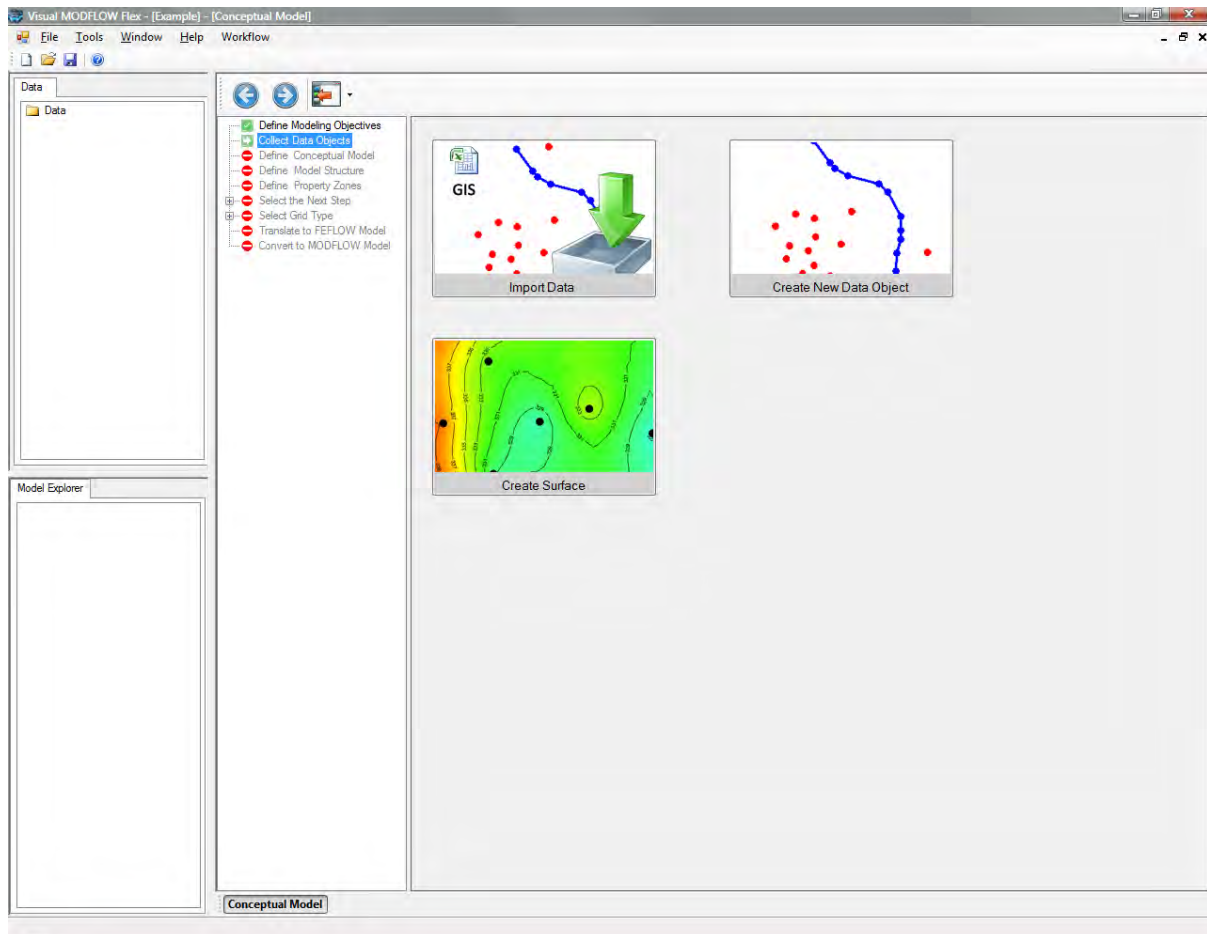 Visual MODFLOW Flex - [Example] - [Conceptual Model]
File Tools Window Help Workflow
Data
Data
Define Modeling Objectives
Collect Data Objects
Define Conceptual Model
Define Model Structure
Define Property Zones
Select the Next Step
Select Grid Type
Translate to FEFLOW Model
Convert to MODFLOW Model
GIS
Import Data
Create New Data Object
Create Surface
Model Explorer
Conceptual Model